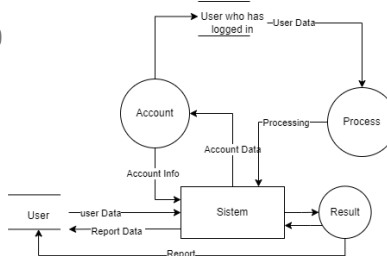 )
User who has
logged in
User Data
Account
Process
Processing
Account Data
Account Info
User
user Data
Sistem
Result
Report Data
Report